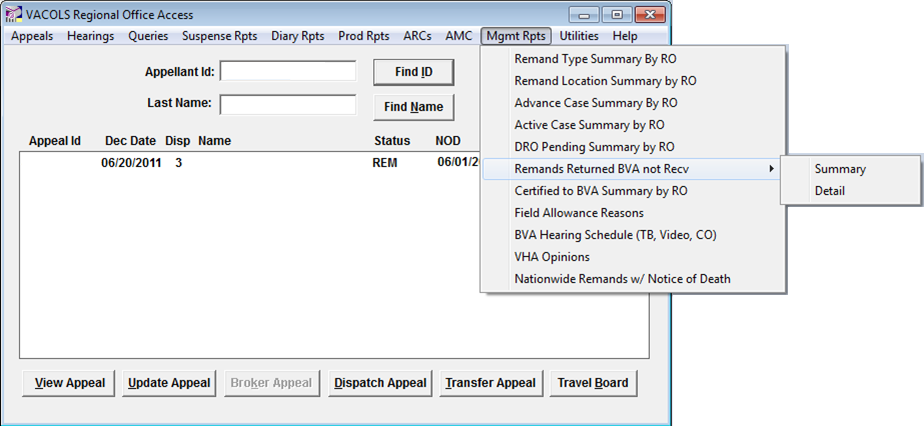 VACOLS Regional Office Access
Appeals Hearings Queries Suspense Rpts Diary Rpts Prod Rpts ARCs AMC Mgmt Rpts Utilities Help
Appellant Id: Find ID
Last Name: Find Name
Appeal Id Dec Date Disp Name Status NOD
06/20/2011 3 REM 06/01/2
Remand Type Summary By RO
Remand Location Summary by RO
Advance Case Summary By RO
Active Case Summary by RO
DRO Pending Summary by RO
Remands Returned BVA not Recv
Summary
Detail
Certified to BVA Summary by RO
Field Allowance Reasons
BVA Hearing Schedule (TB, Video, CO)
VHA Opinions
Nationwide Remands w/ Notice of Death
View Appeal Update Appeal Broker Appeal Dispatch Appeal Transfer Appeal Travel Board